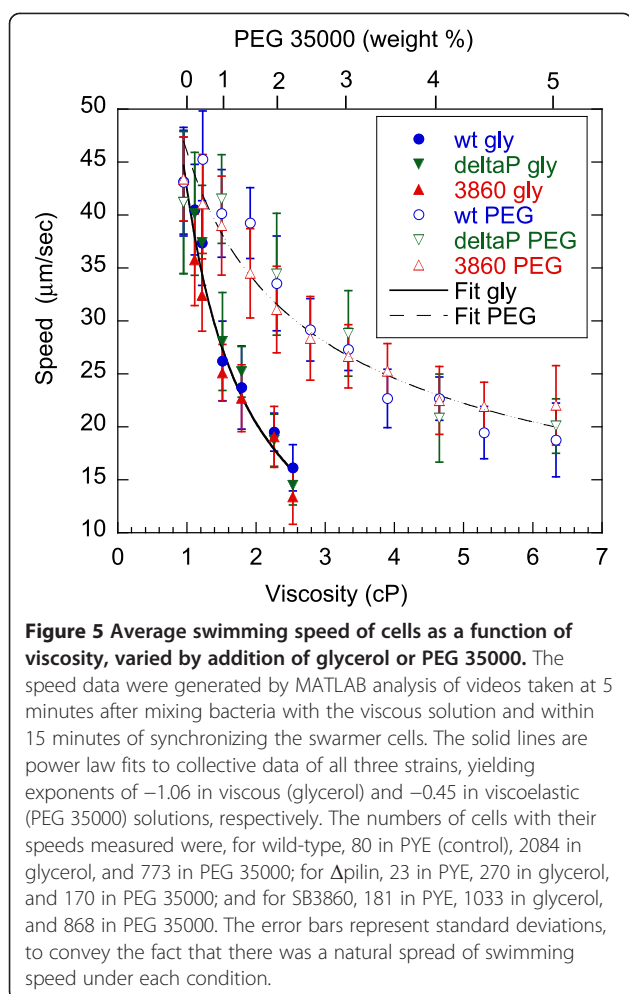 PEG 35000 (weight %)
0 1 2 3 4 5
50
45
40
35
30
25
20
15
10
Speed (μm/sec)
wt gly
deltaP gly
3860 gly
wt PEG
deltaP PEG
3860 PEG
Fit gly
Fit PEG
0 1 2 3 4 5 6 7
Viscosity (cP)
Figure 5 Average swimming speed of cells as a function of
viscosity, varied by addition of glycerol or PEG 35000. The
speed data were generated by MATLAB analysis of videos taken at 5
minutes after mixing bacteria with the viscous solution and within
15 minutes of synchronizing the swarmer cells. The solid lines are
power law fits to collective data of all three strains, yielding
exponents of −1.06 in viscous (glycerol) and −0.45 in viscoelastic
(PEG 35000) solutions, respectively. The numbers of cells with their
speeds measured were, for wild-type, 80 in PYE (control), 2084 in
glycerol, and 773 in PEG 35000; for Δpilin, 23 in PYE, 270 in glycerol,
and 170 in PEG 35000; and for SB3860, 181 in PYE, 1033 in glycerol,
and 868 in PEG 35000. The error bars represent standard deviations,
to convey the fact that there was a natural spread of swimming
speed under each condition.